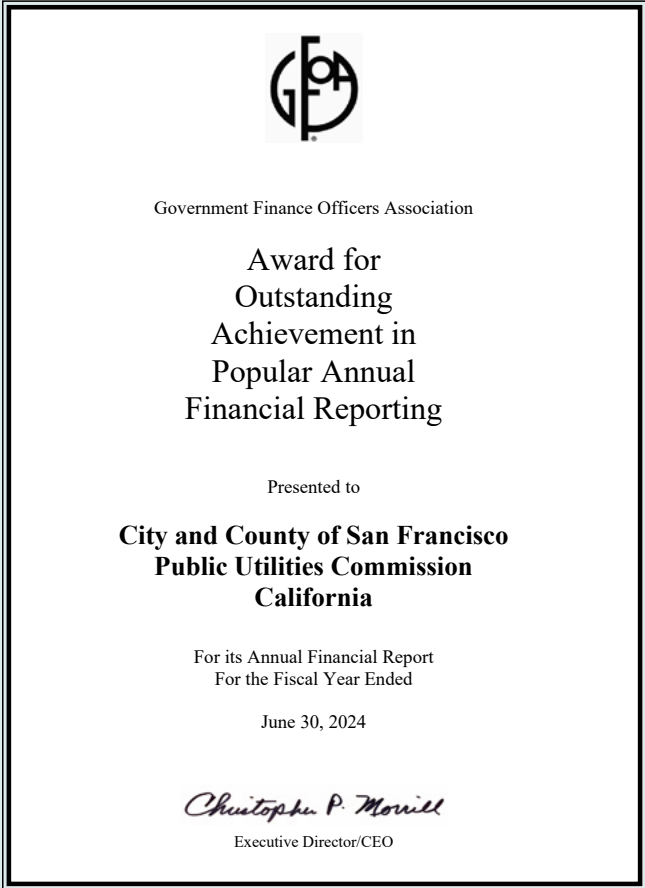 GFOA
Government Finance Officers Association
Award for
Outstanding
Achievement in
Popular Annual
Financial Reporting
Presented to
City and County of San Francisco
Public Utilities Commission
California
For its Annual Financial Report
For the Fiscal Year Ended
June 30, 2024
Christopher P. Morrill
Executive Director/CEO